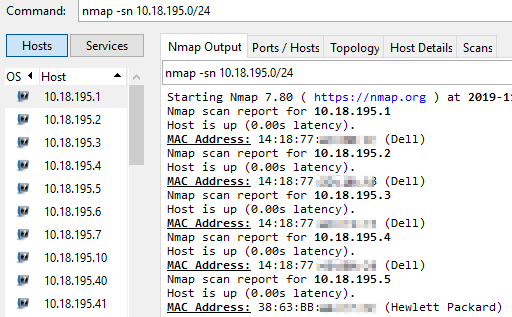 Command: nmap -sn 10.18.195.0/24
Hosts Services
Nmap Output Ports / Hosts Topology Host Details Scans
OS Host
10.18.195.1
10.18.195.2
10.18.195.3
10.18.195.4
10.18.195.5
10.18.195.6
10.18.195.7
10.18.195.10
10.18.195.40
10.18.195.41
nmap -sn 10.18.195.0/24
Starting Nmap 7.80 ( https://nmap.org ) at 2019-1
Nmap scan report for 10.18.195.1
Host is up (0.00s latency).
MAC Address: 14:18:77: (Dell)
Nmap scan report for 10.18.195.2
Host is up (0.00s latency).
MAC Address: 14:18:77 (Dell)
Nmap scan report for 10.18.195.3
Host is up (0.00s latency).
MAC Address: 14:18:77 (Dell)
Nmap scan report for 10.18.195.4
Host is up (0.00s latency).
MAC Address: 14:18:77 (Dell)
Nmap scan report for 10.18.195.5
Host is up (0.00s latency).
MAC Address: 38:63:BB: (Hewlett Packard)